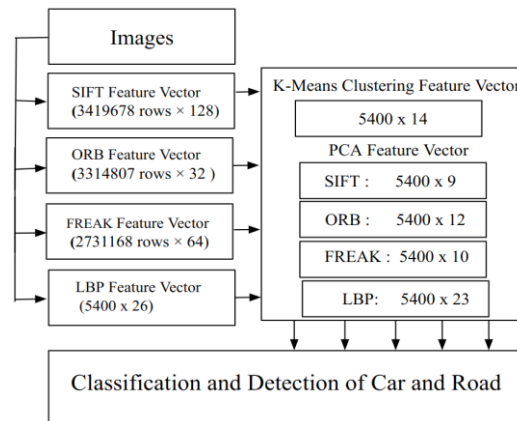 Images
SIFT Feature Vector
(3419678 rows × 128)
ORB Feature Vector
(3314807 rows × 32 )
FREAK Feature Vector
(2731168 rows × 64)
LBP Feature Vector
(5400 x 26)
K-Means Clustering Feature Vector
5400 x 14
PCA Feature Vector
SIFT : 5400 x 9
ORB : 5400 x 12
FREAK : 5400 x 10
LBP: 5400 x 23
Classification and Detection of Car and Road